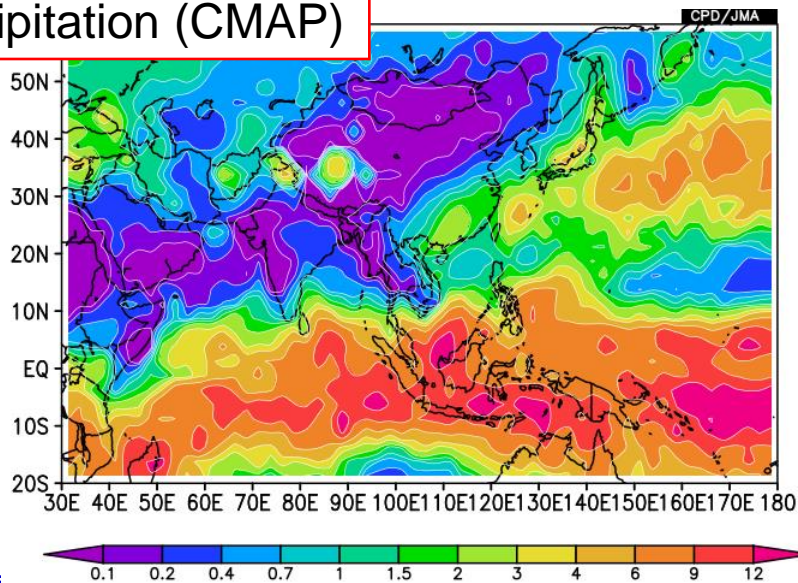 ipitation (CMAP)
CPD/JMA
50N
40N
30N
20N
10N
EQ
10S
20S
30E 40E 50E 60E 70E 80E 90E 100E110E120E130E140E150E160E170E 180
0.1 0.2 0.4 0.7 1 1.5 2 3 4 6 9 12